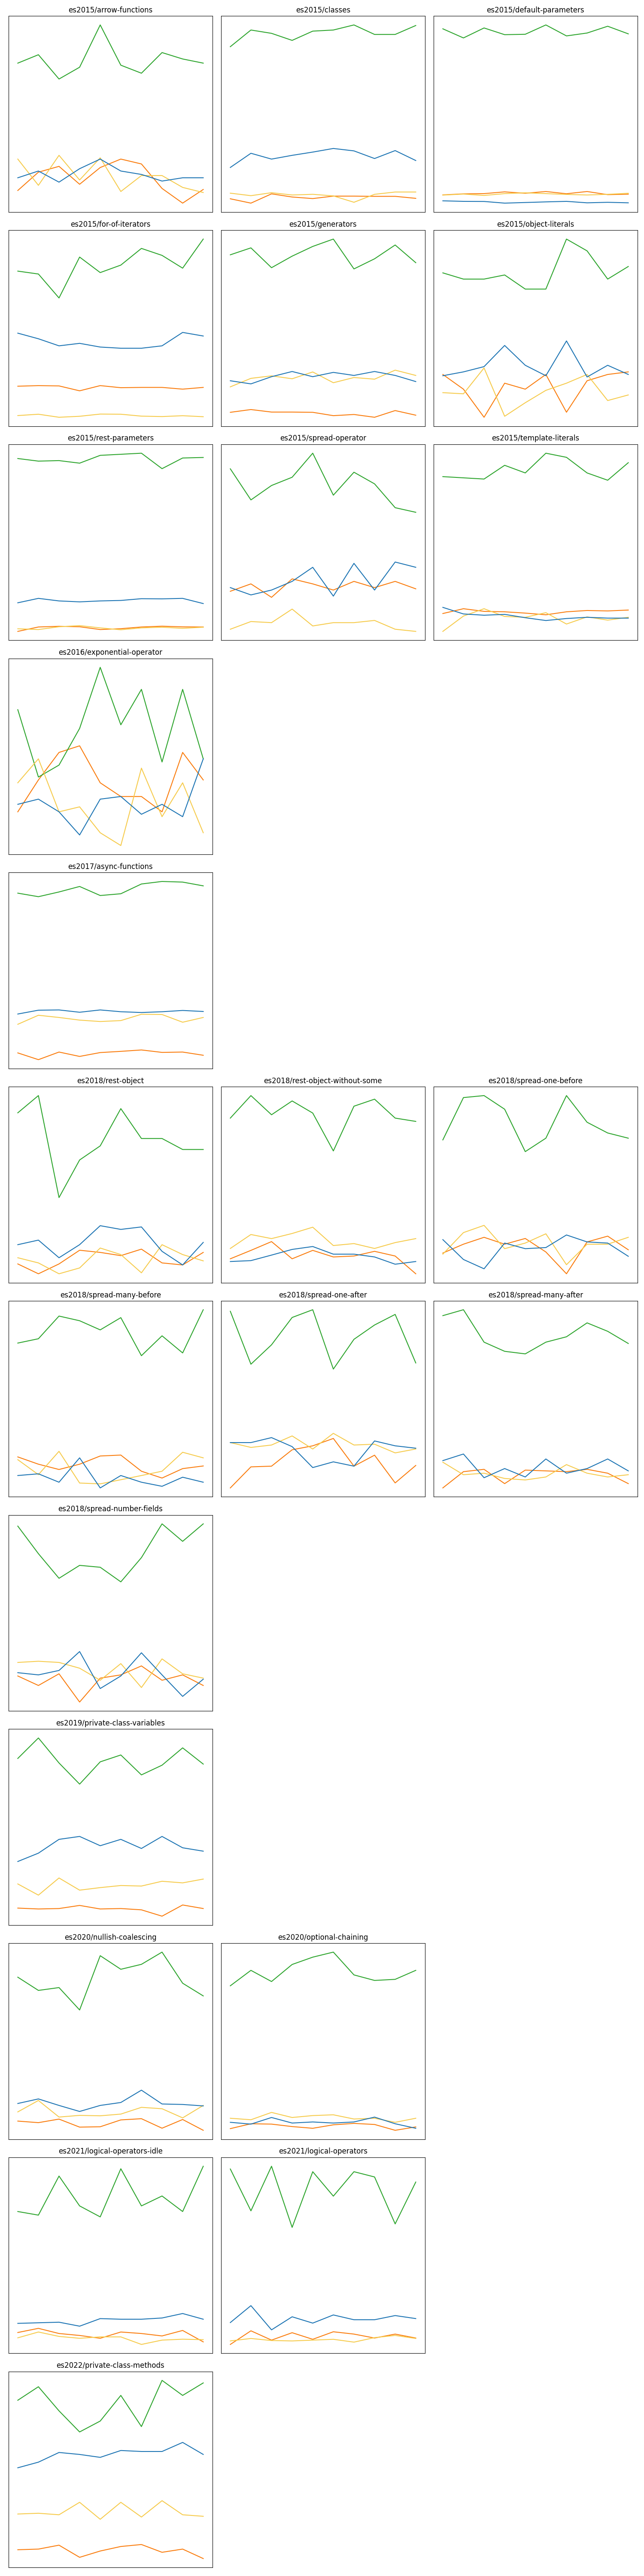 es2015/arrow-functions
es2015/classes
es2015/default-parameters
es2015/for-of-iterators
es2015/generators
es2015/object-literals
es2015/rest-parameters
es2015/spread-operator
es2015/template-literals
es2016/exponential-operator
es2017/async-functions
es2018/rest-object
es2018/rest-object-without-some
es2018/spread-one-before
es2018/spread-many-before
es2018/spread-one-after
es2018/spread-many-after
es2018/spread-number-fields
es2019/private-class-variables
es2020/nullish-coalescing
es2020/optional-chaining
es2021/logical-operators-idle
es2021/logical-operators
es2022/private-class-methods